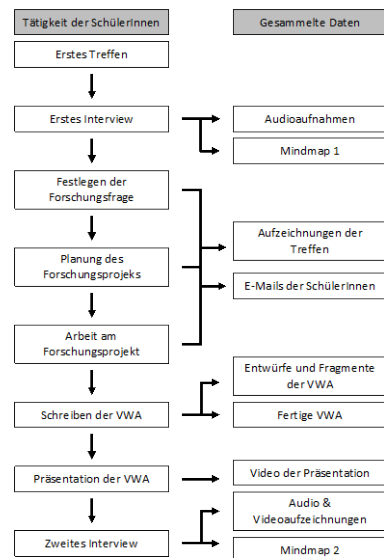 Tätigkeit der SchülerInnen
Gesammelte Daten
Erstes Treffen
Erstes Interview
Audioaufnahmen
Mindmap 1
Festlegen der
Forschungsfrage
Aufzeichnungen der
Treffen
Planung des
Forschungsprojeks
E-Mails der SchülerInnen
Arbeit am
Forschungsprojekt
Entwürfe und Fragmente
der VWA
Schreiben der VWA
Fertige VWA
Präsentation der VWA
Video der Präsentation
Audio &
Videoaufzeichnungen
Zweites Interview
Mindmap 2